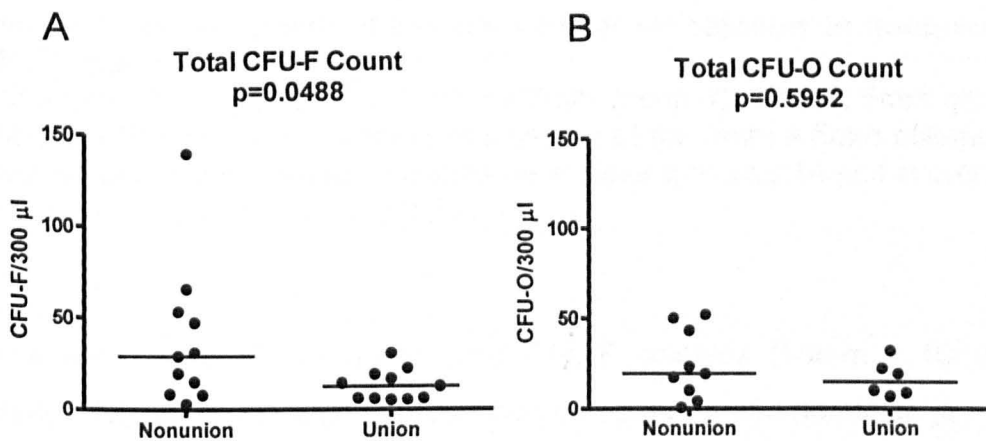 A
Total CFU-F Count
p=0.0488
CFU-F/300 µl
150
100
50
0
Nonunion
Union
B
Total CFU-O Count
p=0.5952
CFU-O/300 µl
150
100
50
0
Nonunion
Union